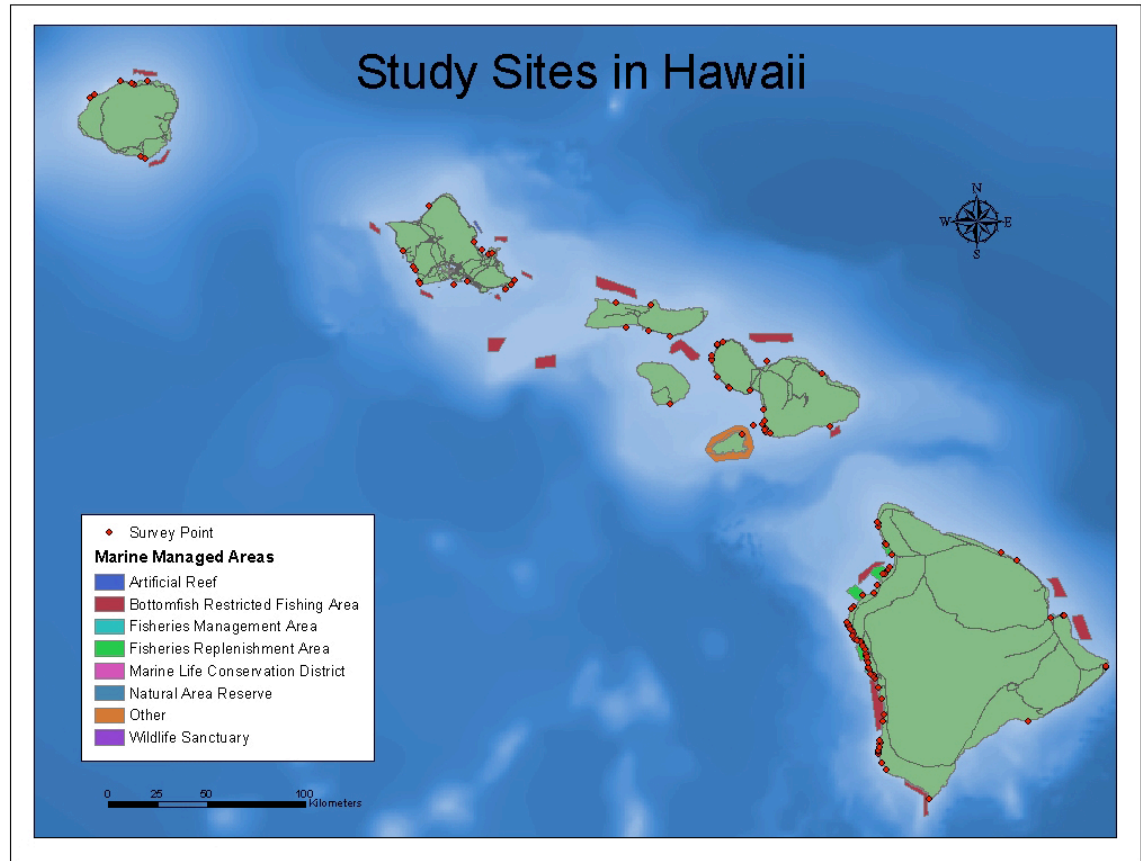 Study Sites in Hawaii
N
W E
S
Survey Point
Marine Managed Areas
Artificial Reef
Bottomfish Restricted Fishing Area
Fisheries Management Area
Fisheries Replenishment Area
Marine Life Conservation District
Natural Area Reserve
Other
Wildlife Sanctuary
0 25 50 100
Kilometers